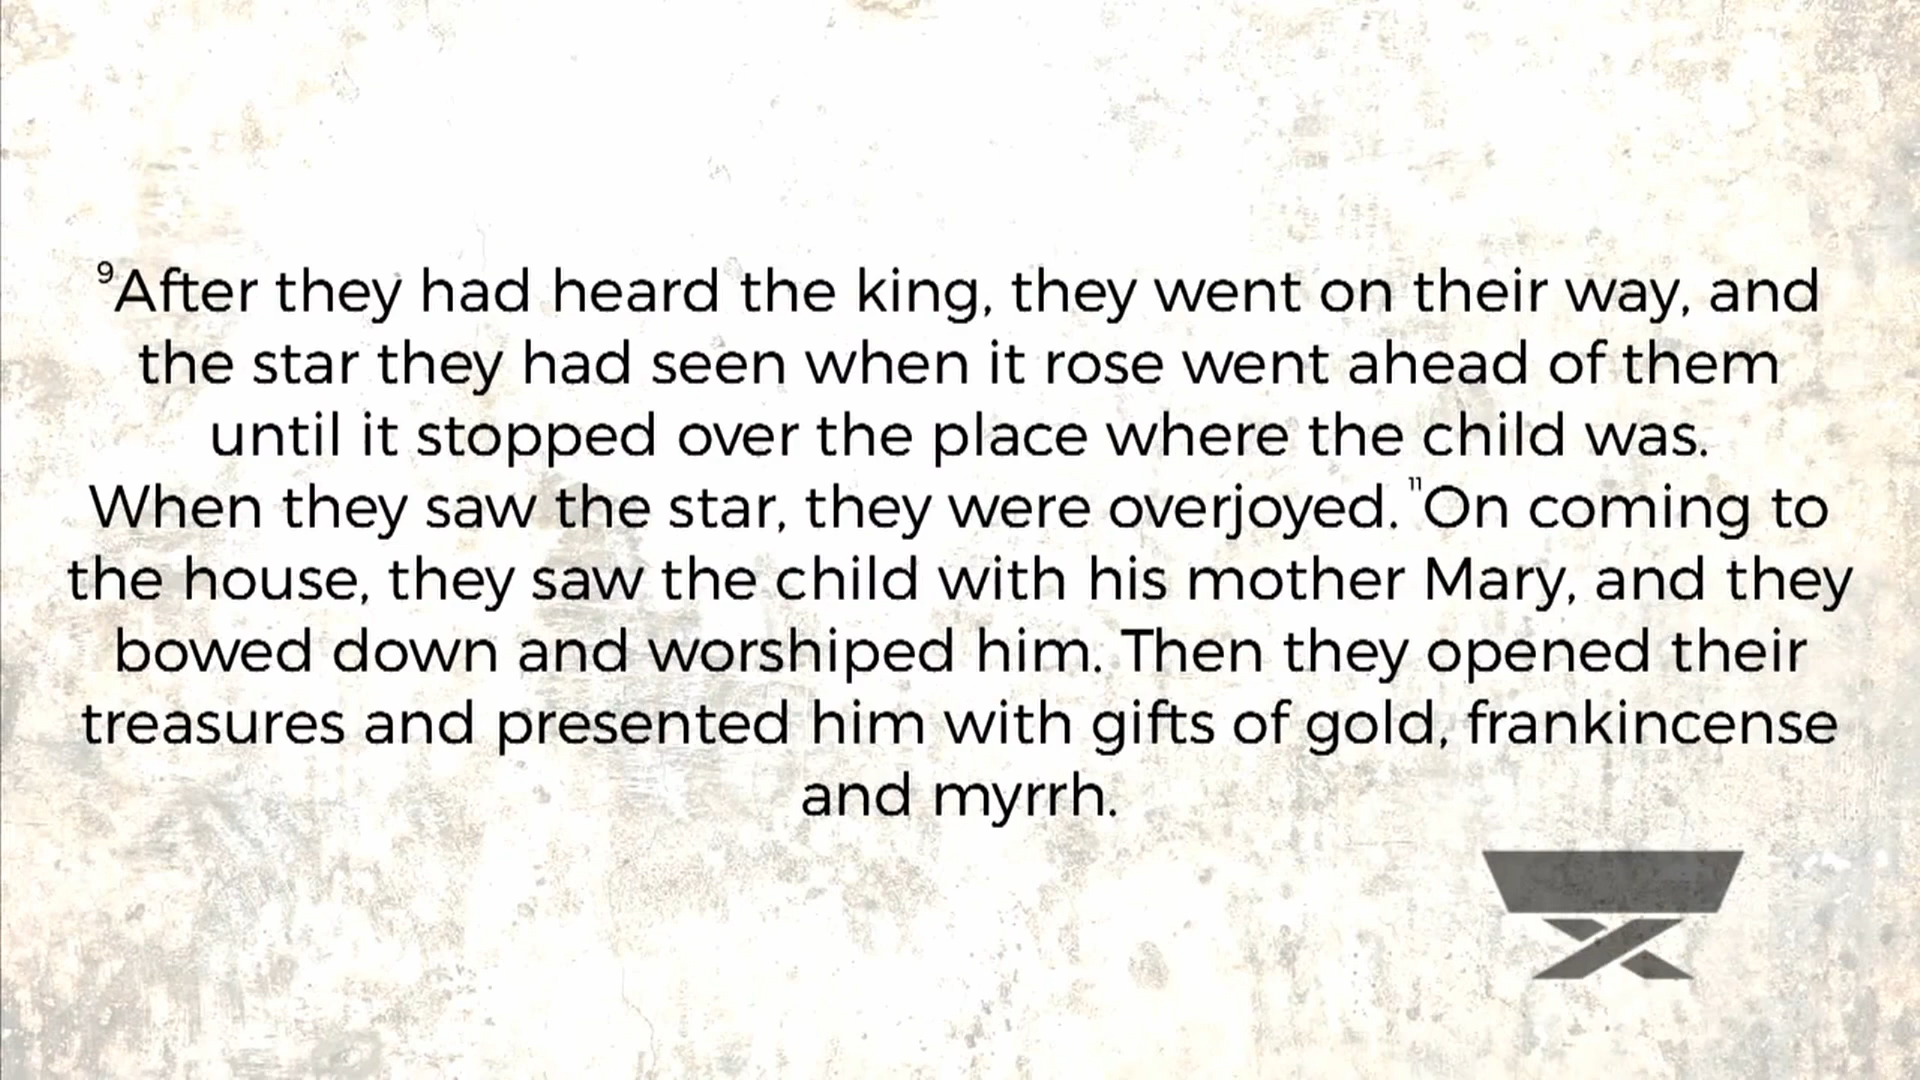 ⁹After they had heard the king, they went on their way, and
the star they had seen when it rose went ahead of them
until it stopped over the place where the child was.
When they saw the star, they were overjoyed. ¹¹On coming to
the house, they saw the child with his mother Mary, and they
bowed down and worshiped him. Then they opened their
treasures and presented him with gifts of gold, frankincense
and myrrh.